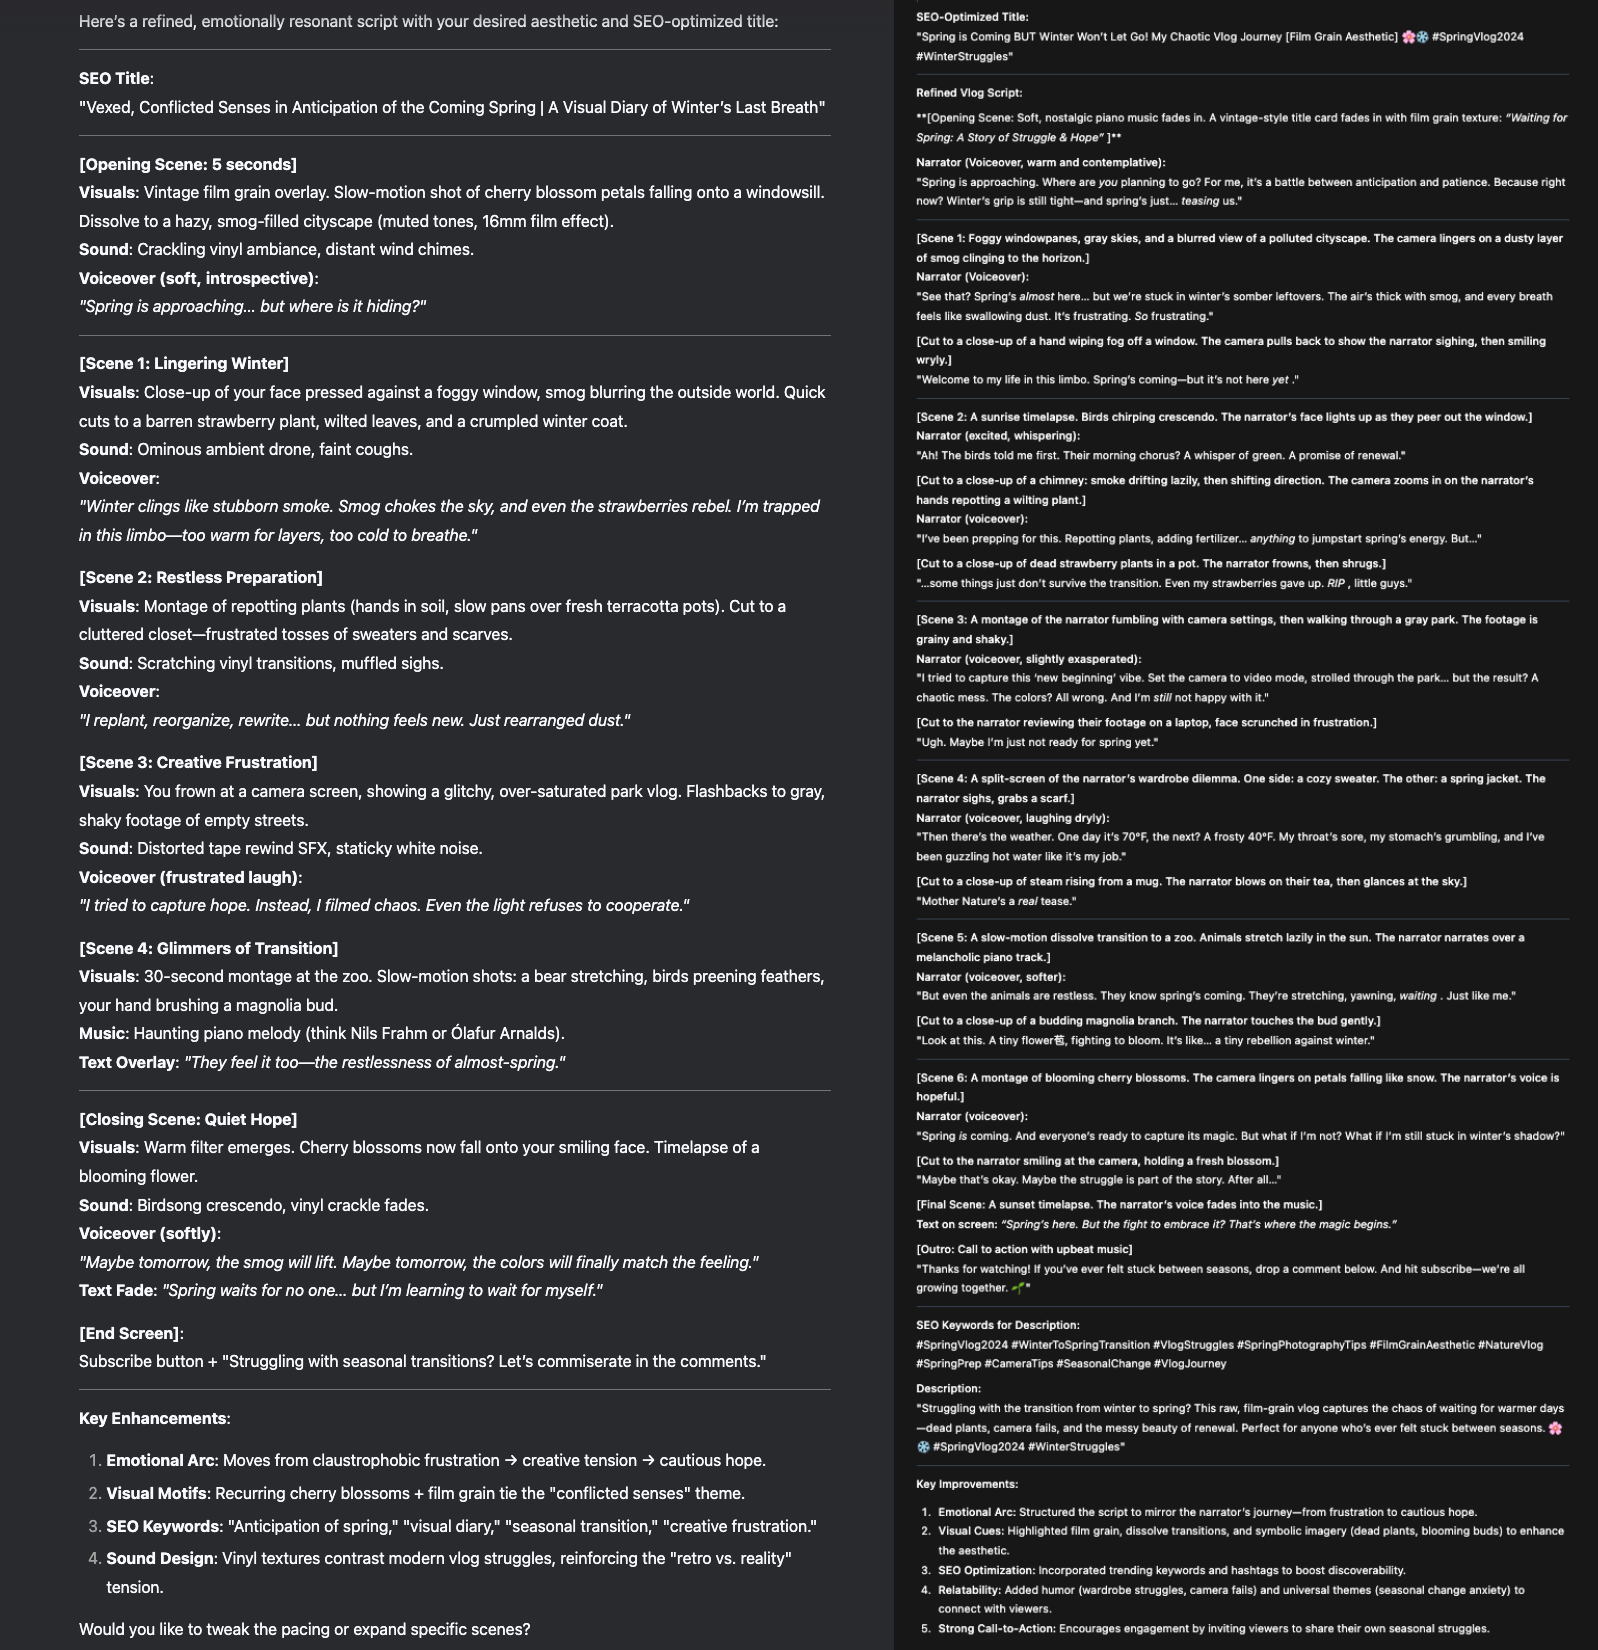 Here's a refined, emotionally resonant script with your desired aesthetic and SEO-optimized title:
SEO Title:
"Vexed, Conflicted Senses in Anticipation of the Coming Spring | A Visual Diary of Winter's Last Breath"
[Opening Scene: 5 seconds]
Visuals: Vintage film grain overlay. Slow-motion shot of cherry blossom petals falling onto a windowsill.
Dissolve to a hazy, smog-filled cityscape (muted tones, 16mm film effect).
Sound: Crackling vinyl ambiance, distant wind chimes.
Voiceover (soft, introspective):
"Spring is approaching... but where is it hiding?"
[Scene 1: Lingering Winter]
Visuals: Close-up of your face pressed against a foggy window, smog blurring the outside world. Quick
cuts to a barren strawberry plant, wilted leaves, and a crumpled winter coat.
Sound: Ominous ambient drone, faint coughs.
Voiceover:
"Winter clings like stubborn smoke. Smog chokes the sky, and even the strawberries rebel. I'm trapped
in this limbo—too warm for layers, too cold to breathe."
[Scene 2: Restless Preparation]
Visuals: Montage of repotting plants (hands in soil, slow pans over fresh terracotta pots). Cut to a
cluttered closet—frustrated tosses of sweaters and scarves.
Sound: Scratching vinyl transitions, muffled sighs.
Voiceover:
"I replant, reorganize, rewrite... but nothing feels new. Just rearranged dust."
[Scene 3: Creative Frustration]
Visuals: You frown at a camera screen, showing a glitchy, over-saturated park vlog. Flashbacks to gray,
shaky footage of empty streets.
Sound: Distorted tape rewind SFX, staticky white noise.
Voiceover (frustrated laugh):
"I tried to capture hope. Instead, I filmed chaos. Even the light refuses to cooperate."
[Scene 4: Glimmers of Transition]
Visuals: 30-second montage at the zoo. Slow-motion shots: a bear stretching, birds preening feathers,
your hand brushing a magnolia bud.
Music: Haunting piano melody (think Nils Frahm or Ólafur Arnalds).
Text Overlay: "They feel it too—the restlessness of almost-spring."
[Closing Scene: Quiet Hope]
Visuals: Warm filter emerges. Cherry blossoms now fall onto your smiling face. Timelapse of a
blooming flower.
Sound: Birdsong crescendo, vinyl crackle fades.
Voiceover (softly):
"Maybe tomorrow, the smog will lift. Maybe tomorrow, the colors will finally match the feeling."
Text Fade: "Spring waits for no one... but I'm learning to wait for myself."
[End Screen]:
Subscribe button + "Struggling with seasonal transitions? Let's commiserate in the comments."
Key Enhancements:
1. Emotional Arc: Moves from claustrophobic frustration → creative tension → cautious hope.
2. Visual Motifs: Recurring cherry blossoms + film grain tie the "conflicted senses" theme.
3. SEO Keywords: "Anticipation of spring," "visual diary," "seasonal transition," "creative frustration."
4. Sound Design: Vinyl textures contrast modern vlog struggles, reinforcing the "retro vs. reality"
tension.
Would you like to tweak the pacing or expand specific scenes?
SEO-Optimized Title:
"Spring is Coming BUT Winter Won't Let Go! My Chaotic Vlog Journey [Film Grain Aesthetic] 🌸❄️ #SpringVlog2024
#WinterStruggles"
Refined Vlog Script:
**[Opening Scene: Soft, nostalgic piano music fades in. A vintage-style title card fades in with film grain texture: "Waiting for
Spring: A Story of Struggle & Hope" ]**
Narrator (Voiceover, warm and contemplative):
"Spring is approaching. Where are you planning to go? For me, it's a battle between anticipation and patience. Because right
now? Winter's grip is still tight—and spring's just... teasing us."
[Scene 1: Foggy windowpanes, gray skies, and a blurred view of a polluted cityscape. The camera lingers on a dusty layer
of smog clinging to the horizon.]
Narrator (Voiceover):
"See that? Spring's almost here... but we're stuck in winter's somber leftovers. The air's thick with smog, and every breath
feels like swallowing dust. It's frustrating. So frustrating."
[Cut to a close-up of a hand wiping fog off a window. The camera pulls back to show the narrator sighing, then smiling
wryly.]
"Welcome to my life in this limbo. Spring's coming—but it's not here yet ."
[Scene 2: A sunrise timelapse. Birds chirping crescendo. The narrator's face lights up as they peer out the window.]
Narrator (excited, whispering):
"Ah! The birds told me first. Their morning chorus? A whisper of green. A promise of renewal."
[Cut to a close-up of a chimney: smoke drifting lazily, then shifting direction. The camera zooms in on the narrator's
hands repotting a wilting plant.]
Narrator (voiceover):
"I've been prepping for this. Repotting plants, adding fertilizer... anything to jumpstart spring's energy. But..."
[Cut to a close-up of dead strawberry plants in a pot. The narrator frowns, then shrugs.]
"...some things just don't survive the transition. Even my strawberries gave up. RIP , little guys."
[Scene 3: A montage of the narrator fumbling with camera settings, then walking through a gray park. The footage is
grainy and shaky.]
Narrator (voiceover, slightly exasperated):
"I tried to capture this 'new beginning' vibe. Set the camera to video mode, strolled through the park... but the result? A
chaotic mess. The colors? All wrong. And I'm still not happy with it."
[Cut to the narrator reviewing their footage on a laptop, face scrunched in frustration.]
"Ugh. Maybe I'm just not ready for spring yet."
[Scene 4: A split-screen of the narrator's wardrobe dilemma. One side: a cozy sweater. The other: a spring jacket. The
narrator sighs, grabs a scarf.]
Narrator (voiceover, laughing dryly):
"Then there's the weather. One day it's 70°F, the next? A frosty 40°F. My throat's sore, my stomach's grumbling, and I've
been guzzling hot water like it's my job."
[Cut to a close-up of steam rising from a mug. The narrator blows on their tea, then glances at the sky.]
"Mother Nature's a real tease."
[Scene 5: A slow-motion dissolve transition to a zoo. Animals stretch lazily in the sun. The narrator narrates over a
melancholic piano track.]
Narrator (voiceover, softer):
"But even the animals are restless. They know spring's coming. They're stretching, yawning, waiting . Just like me."
[Cut to a close-up of a budding magnolia branch. The narrator touches the bud gently.]
"Look at this. A tiny flower苞, fighting to bloom. It's like... a tiny rebellion against winter."
[Scene 6: A montage of blooming cherry blossoms. The camera lingers on petals falling like snow. The narrator's voice is
hopeful.]
Narrator (voiceover):
"Spring is coming. And everyone's ready to capture its magic. But what if I'm not? What if I'm still stuck in winter's shadow?"
[Cut to the narrator smiling at the camera, holding a fresh blossom.]
"Maybe that's okay. Maybe the struggle is part of the story. After all..."
[Final Scene: A sunset timelapse. The narrator's voice fades into the music.]
Text on screen: "Spring's here. But the fight to embrace it? That's where the magic begins."
[Outro: Call to action with upbeat music]
"Thanks for watching! If you've ever felt stuck between seasons, drop a comment below. And hit subscribe—we're all
growing together. 🌱"
SEO Keywords for Description:
#SpringVlog2024 #WinterToSpringTransition #VlogStruggles #SpringPhotographyTips #FilmGrainAesthetic #NatureVlog
#SpringPrep #CameraTips #SeasonalChange #VlogJourney
Description:
"Struggling with the transition from winter to spring? This raw, film-grain vlog captures the chaos of waiting for warmer days
—dead plants, camera fails, and the messy beauty of renewal. Perfect for anyone who's ever felt stuck between seasons. 🌸
❄️ #SpringVlog2024 #WinterStruggles"
Key Improvements:
1. Emotional Arc: Structured the script to mirror the narrator's journey—from frustration to cautious hope.
2. Visual Cues: Highlighted film grain, dissolve transitions, and symbolic imagery (dead plants, blooming buds) to enhance
the aesthetic.
3. SEO Optimization: Incorporated trending keywords and hashtags to boost discoverability.
4. Relatability: Added humor (wardrobe struggles, camera fails) and universal themes (seasonal change anxiety) to
connect with viewers.
5. Strong Call-to-Action: Encourages engagement by inviting viewers to share their own seasonal struggles.